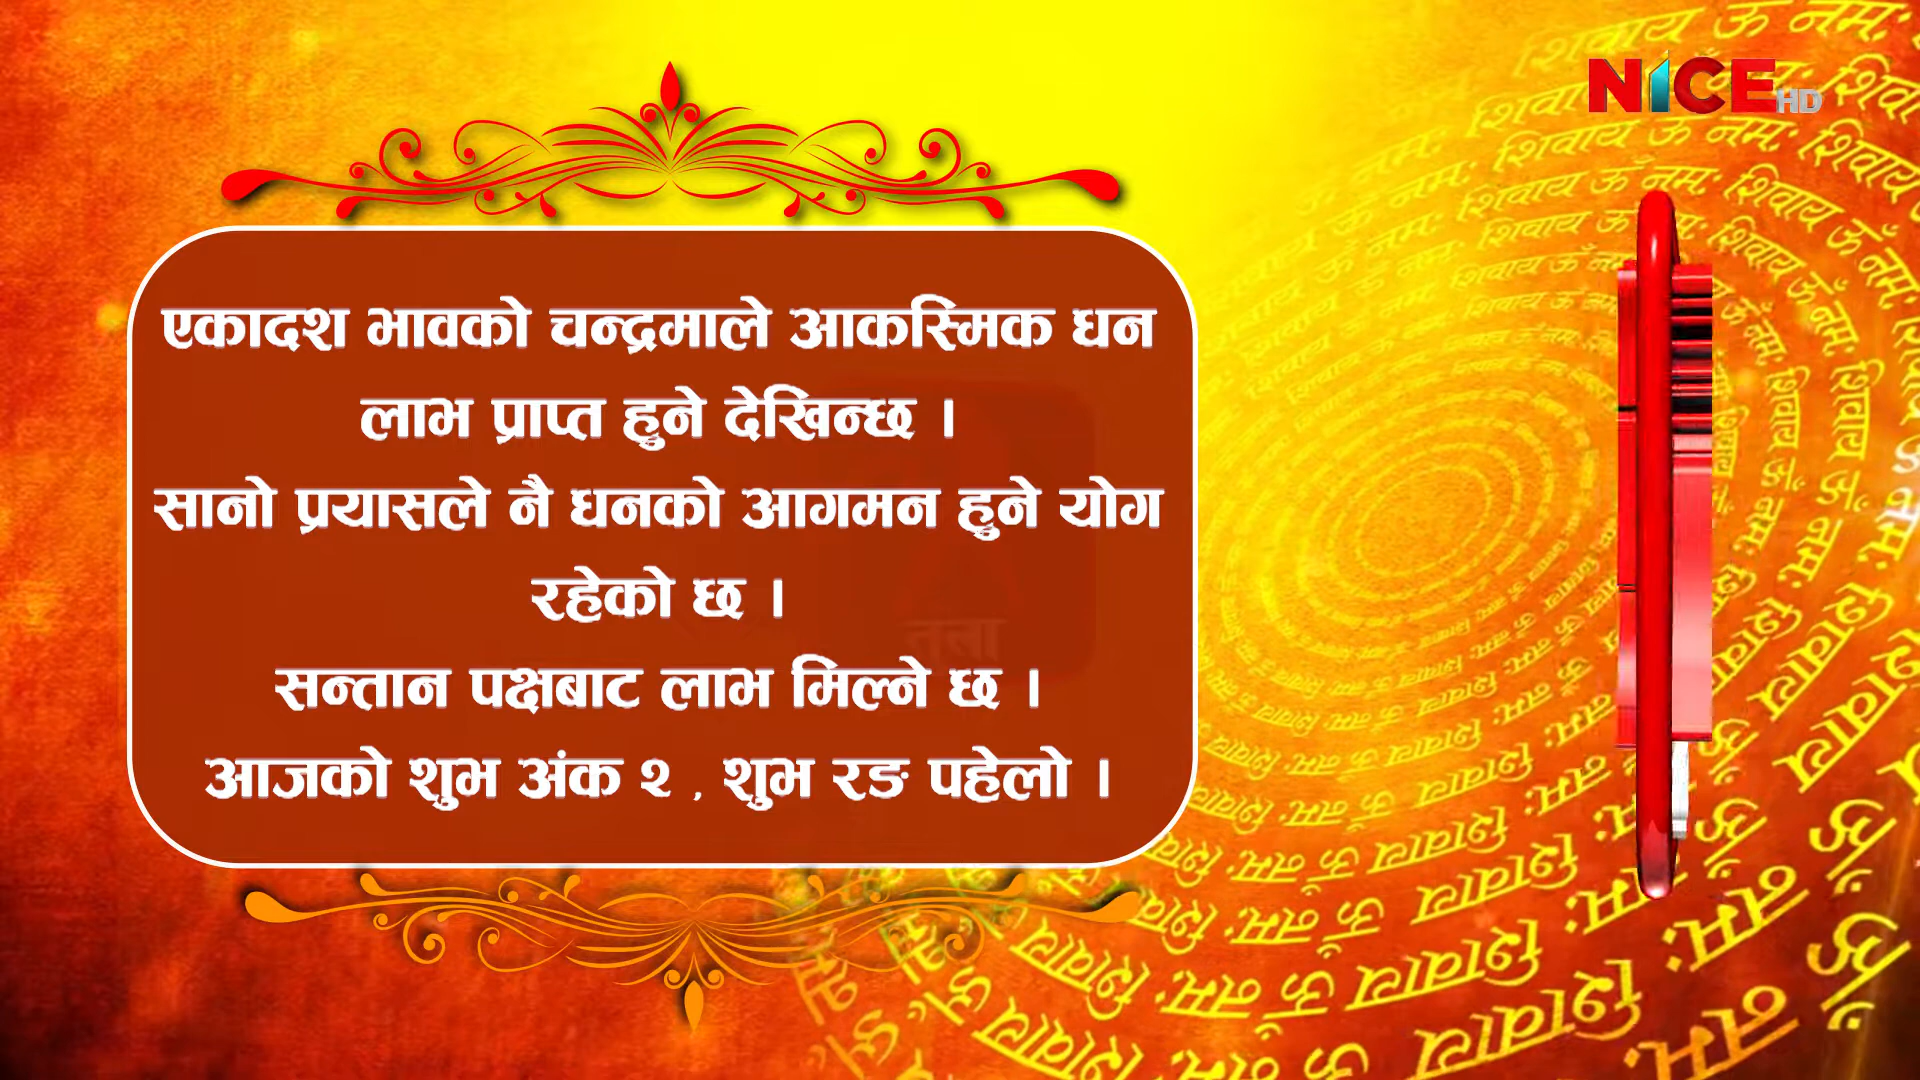 NICE HD
एकादश भावको चन्द्रमाले आकस्मिक धन
लाभ प्राप्त हुने देखिन्छ ।
सानो प्रयासले नै धनको आगमन हुने योग
रहेको छ ।
सन्तान पक्षबाट लाभ मिल्ने छ ।
आजको शुभ अंक २ , शुभ रङ पहेलो ।
ॐ नमः शिवाय